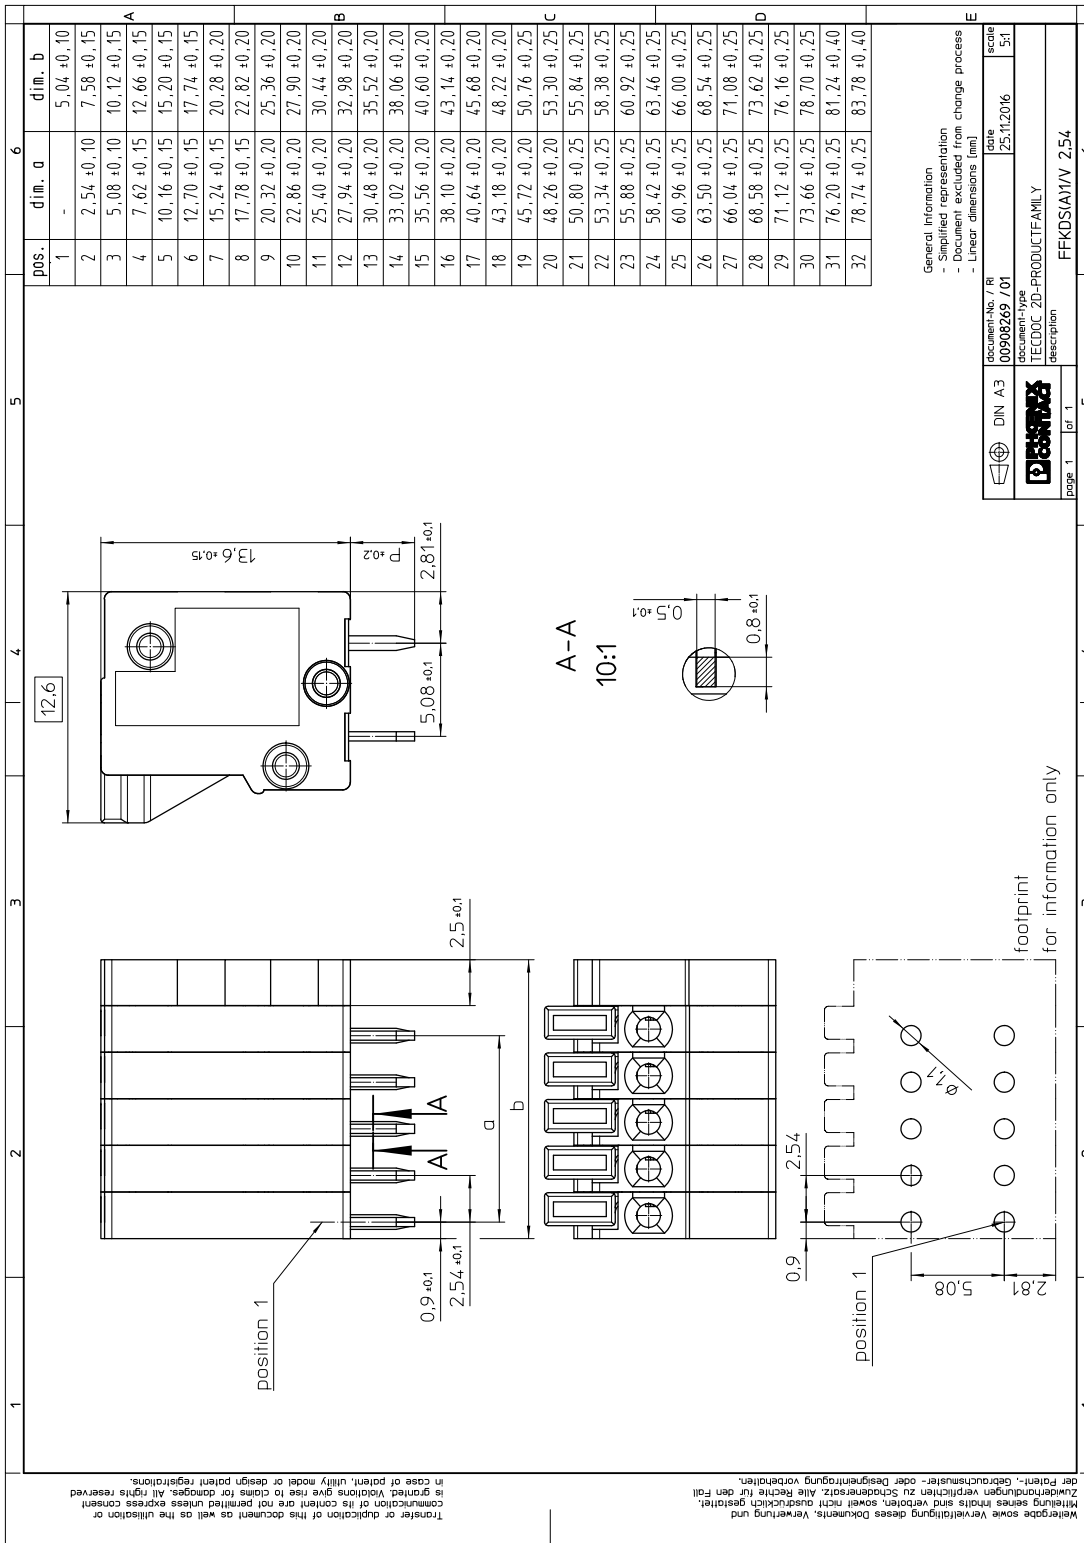 pos. dim. a dim. b
1 - 5,04 ±0,10
2 2,54 ±0,10 7,58 ±0,15
3 5,08 ±0,10 10,12 ±0,15
4 7,62 ±0,15 12,66 ±0,15
5 10,16 ±0,15 15,20 ±0,15
6 12,70 ±0,15 17,74 ±0,15
7 15,24 ±0,15 20,28 ±0,20
8 17,78 ±0,15 22,82 ±0,20
9 20,32 ±0,20 25,36 ±0,20
10 22,86 ±0,20 27,90 ±0,20
11 25,40 ±0,20 30,44 ±0,20
12 27,94 ±0,20 32,98 ±0,20
13 30,48 ±0,20 35,52 ±0,20
14 33,02 ±0,20 38,06 ±0,20
15 35,56 ±0,20 40,60 ±0,20
16 38,10 ±0,20 43,14 ±0,20
17 40,64 ±0,20 45,68 ±0,20
18 43,18 ±0,20 48,22 ±0,20
19 45,72 ±0,20 50,76 ±0,25
20 48,26 ±0,20 53,30 ±0,25
21 50,80 ±0,25 55,84 ±0,25
22 53,34 ±0,25 58,38 ±0,25
23 55,88 ±0,25 60,92 ±0,25
24 58,42 ±0,25 63,46 ±0,25
25 60,96 ±0,25 66,00 ±0,25
26 63,50 ±0,25 68,54 ±0,25
27 66,04 ±0,25 71,08 ±0,25
28 68,58 ±0,25 73,62 ±0,25
29 71,12 ±0,25 76,16 ±0,25
30 73,66 ±0,25 78,70 ±0,25
31 76,20 ±0,25 81,24 ±0,40
32 78,74 ±0,25 83,78 ±0,40
1 2 3 4 5 6
A
B
C
D
E
12,6
13,6 ±0,15
P ±0,2
5,08 ±0,1
2,81 ±0,1
position 1
A A
0,9 ±0,1
2,54 ±0,1
2,5 ±0,1
a
b
A-A
10:1
0,5 ±0,1
0,8 ±0,1
0,9
2,54
position 1
5,08
2,81
Ø1,1
footprint
for information only
General Information
- Simplified representation
- Document excluded from change process
- Linear dimensions [mm]
DIN A3
document-No. / RI
00908269 / 01
date
25.11.2016
scale
5:1
document-type
TECDOC 2D-PRODUCTFAMILY
PHOENIX
CONTACT
description
FFKDS(A)1/V 2,54
page 1 of 1
Transfer or duplication of this document as well as the utilisation or
communication of its content are not permitted unless express consent
is granted. Violations give rise to claims for damages. All rights reserved
in case of patent, utility model or design patent registrations.
Weitergabe sowie Vervielfältigung dieses Dokuments, Verwertung und
Mitteilung seines Inhalts sind verboten, soweit nicht ausdrücklich gestattet.
Zuwiderhandlungen verpflichten zu Schadenersatz. Alle Rechte für den Fall
der Patent-, Gebrauchsmuster- oder Designeintragung vorbehalten.